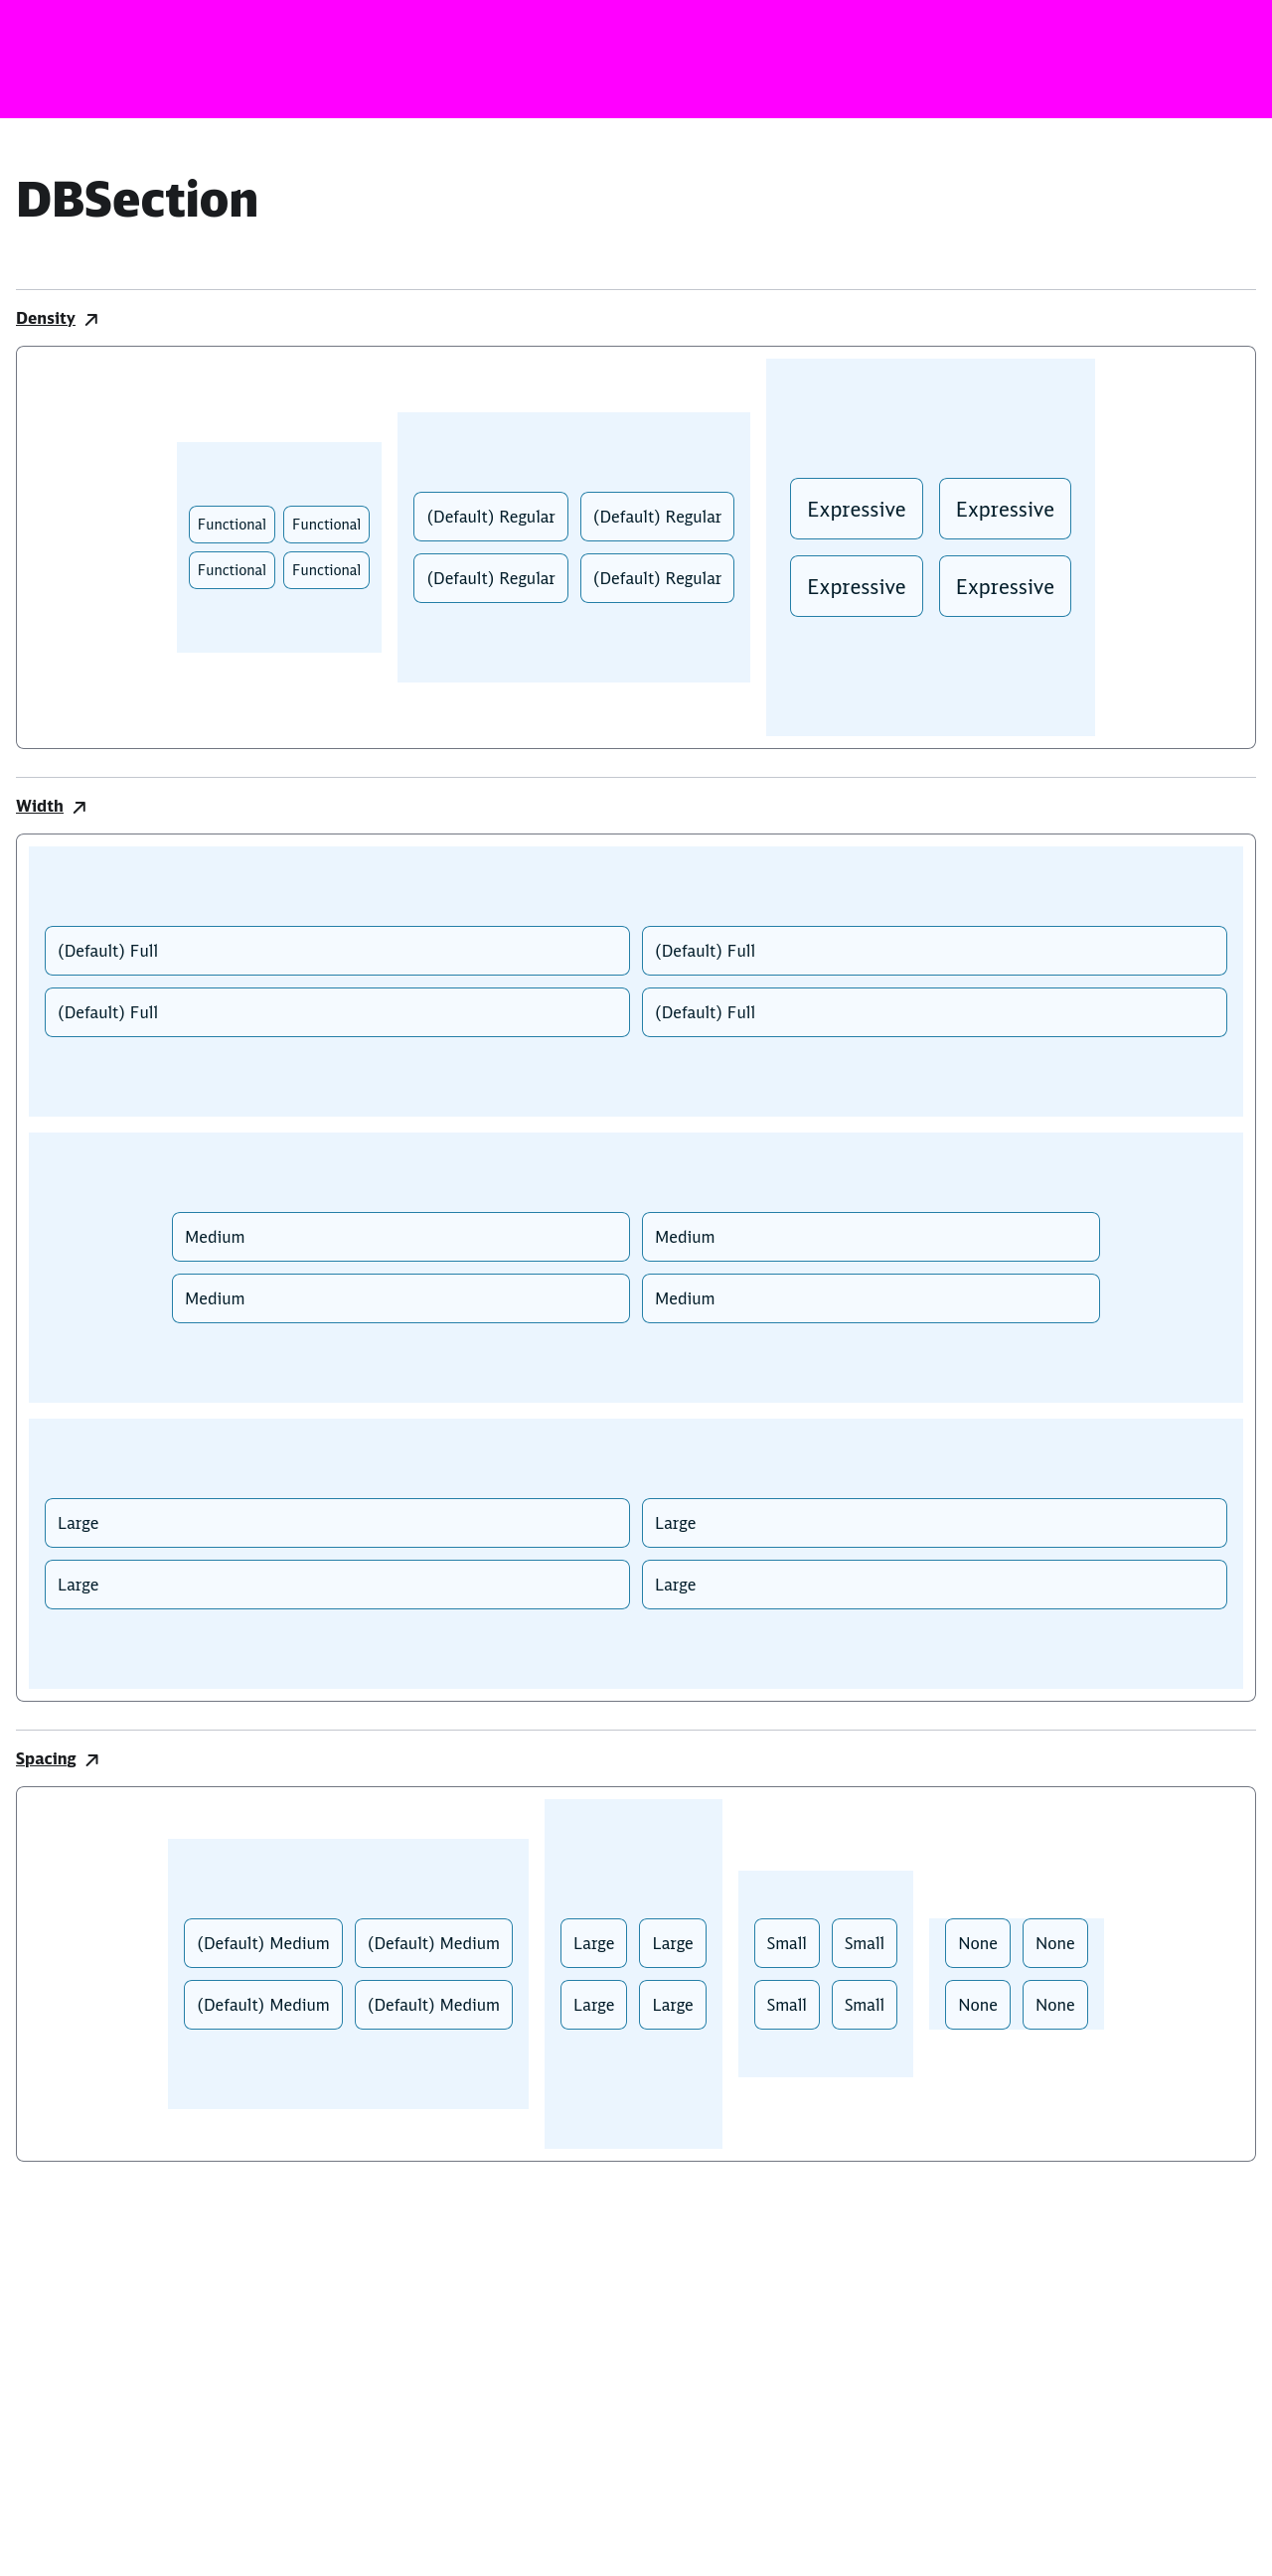 DBSection
Density
Functional Functional
Functional Functional
(Default) Regular (Default) Regular
(Default) Regular (Default) Regular
Expressive Expressive
Expressive Expressive
Width
(Default) Full (Default) Full
(Default) Full (Default) Full
Medium Medium
Medium Medium
Large Large
Large Large
Spacing
(Default) Medium (Default) Medium
(Default) Medium (Default) Medium
Large Large
Large Large
Small Small
Small Small
None None
None None